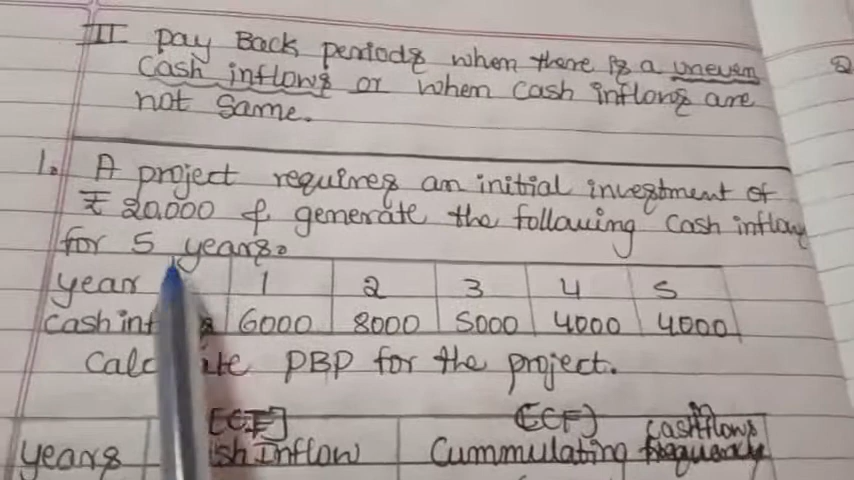 II Pay Back periods when there is a uneven
cash inflows or when cash inflows are
not same.
1. A project requires an initial investment of
₹ 20,000 & generate the following cash inflow
for 5 years.
year 1 2 3 4 5
cash 6000 8000 5000 4000 4000
PBP for the project.
[CF] (CCF) in cashflows
years Inflow Cummulating frequency